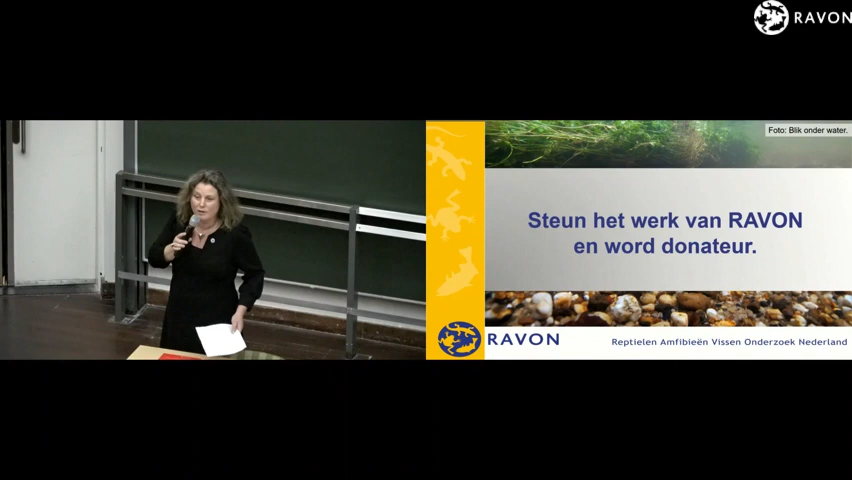 RAVON
Foto: Blik onder water.
Steun het werk van RAVON
en word donateur.
RAVON
Reptielen Amfibieën Vissen Onderzoek Nederland